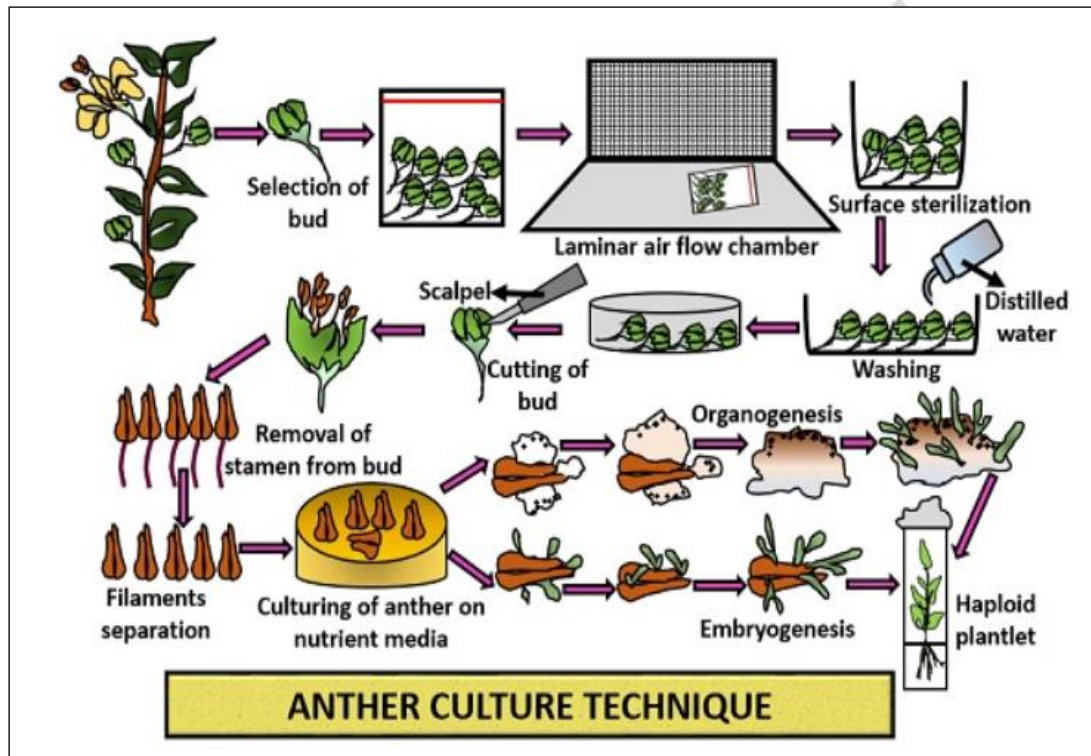 Selection of
bud
Laminar air flow chamber
Surface sterilization
Distilled
water
Washing
Scalpel
Cutting of
bud
Removal of
stamen from bud
Filaments
separation
Culturing of anther on
nutrient media
Organogenesis
Embryogenesis
Haploid
plantlet
ANTHER CULTURE TECHNIQUE